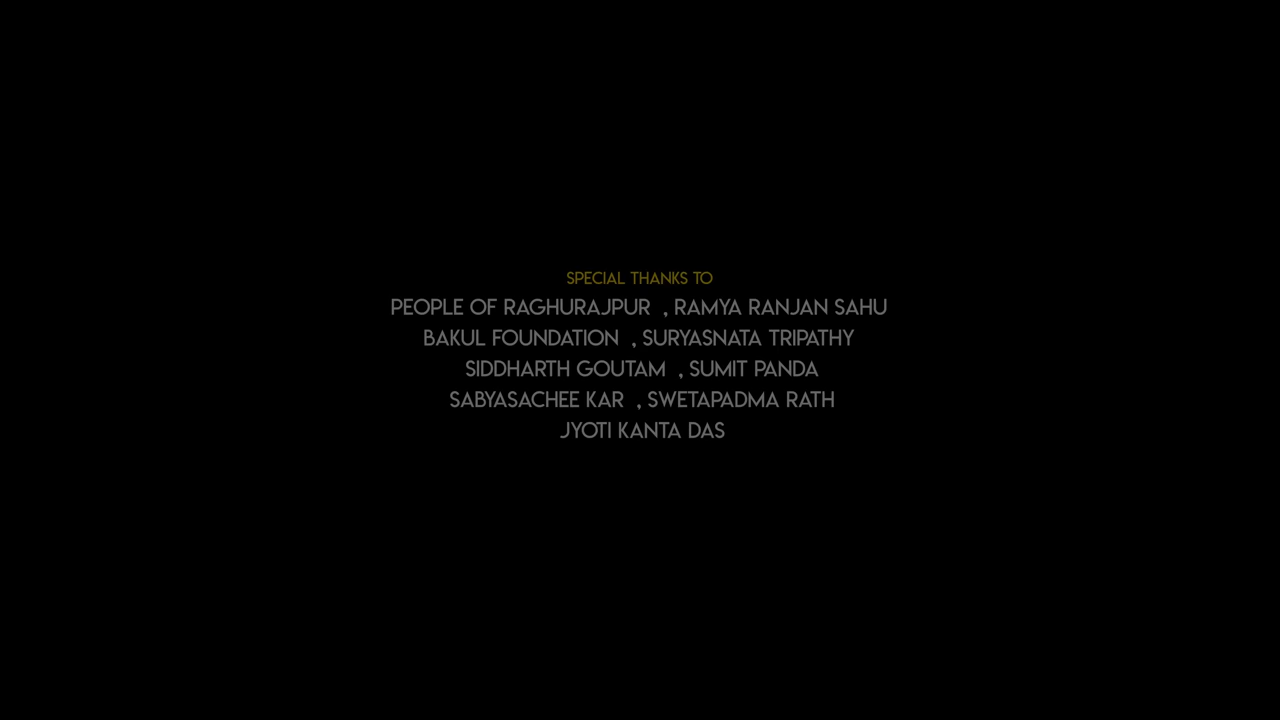 SPECIAL THANKS TO
PEOPLE OF RAGHURAJPUR , RAMYA RANJAN SAHU
BAKUL FOUNDATION , SURYASNATA TRIPATHY
SIDDHARTH GOUTAM , SUMIT PANDA
SABYASACHEE KAR , SWETAPADMA RATH
JYOTI KANTA DAS